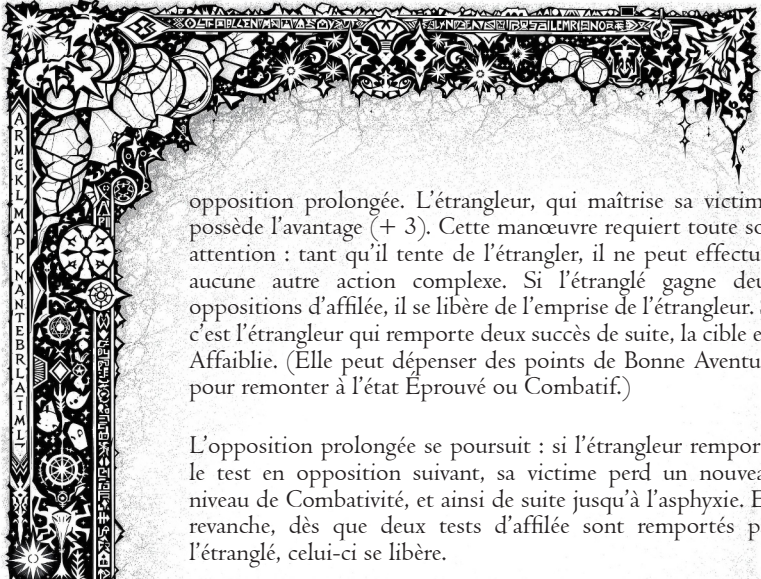 opposition prolongée. L'étrangleur, qui maîtrise sa victim
possède l'avantage (+ 3). Cette manœuvre requiert toute so
attention : tant qu'il tente de l'étrangler, il ne peut effectu
aucune autre action complexe. Si l'étranglé gagne deu
oppositions d'affilée, il se libère de l'emprise de l'étrangleur.
c'est l'étrangleur qui remporte deux succès de suite, la cible e
Affaiblie. (Elle peut dépenser des points de Bonne Aventu
pour remonter à l'état Éprouvé ou Combatif.)
L'opposition prolongée se poursuit : si l'étrangleur rempor
le test en opposition suivant, sa victime perd un nouvea
niveau de Combativité, et ainsi de suite jusqu'à l'asphyxie. E
revanche, dès que deux tests d'affilée sont remportés p
l'étranglé, celui-ci se libère.